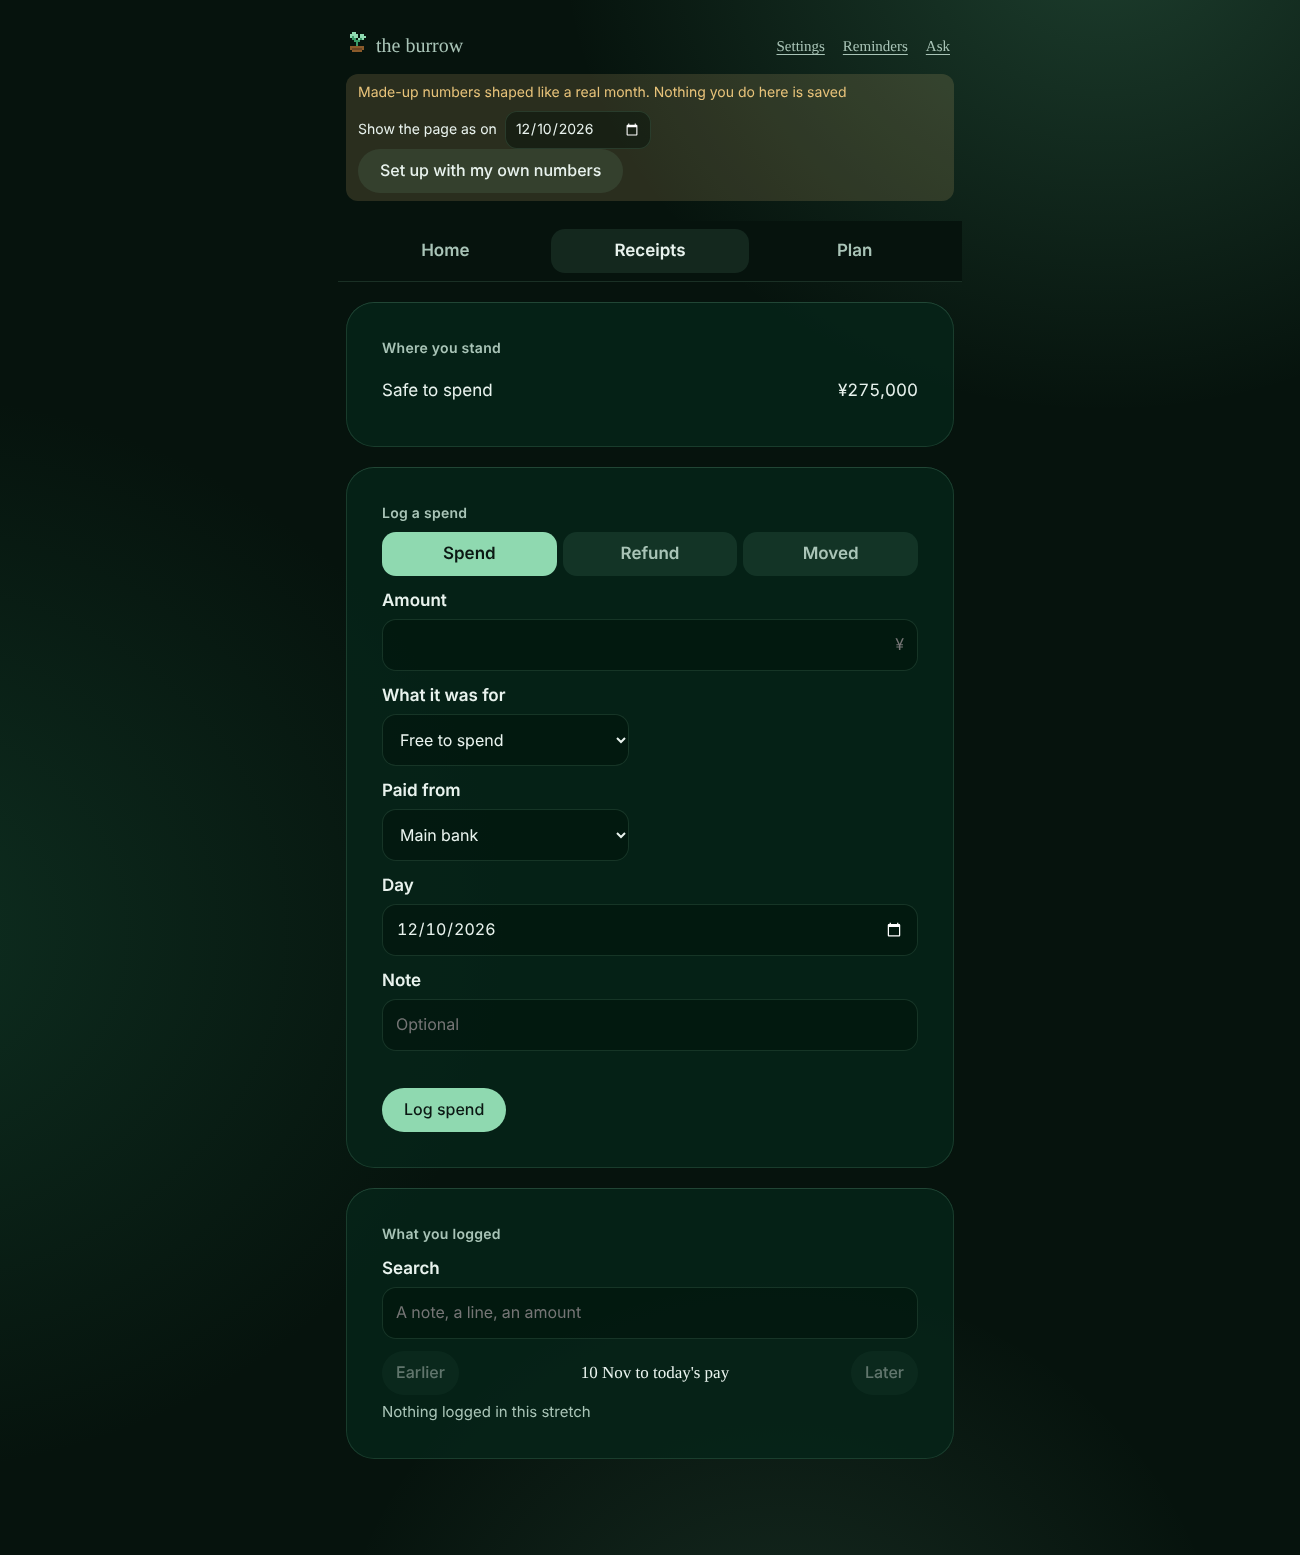 the burrow
Settings Reminders Ask
Made-up numbers shaped like a real month. Nothing you do here is saved
Show the page as on 12/10/2026
Set up with my own numbers
Home Receipts Plan
Where you stand
Safe to spend ¥275,000
Log a spend
Spend Refund Moved
Amount
¥
What it was for
Free to spend
Paid from
Main bank
Day
12/10/2026
Note
Optional
Log spend
What you logged
Search
A note, a line, an amount
Earlier 10 Nov to today's pay Later
Nothing logged in this stretch